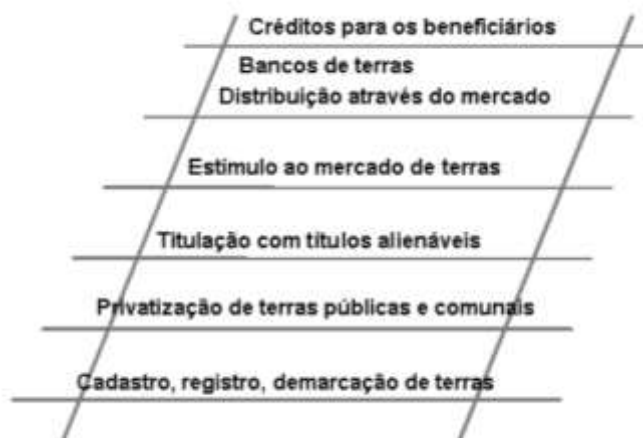 Créditos para os beneficiários
Bancos de terras
Distribuição através do mercado
Estimulo ao mercado de terras
Titulação com títulos alienáveis
Privatização de terras públicas e comunais
Cadastro, registro, demarcação de terras